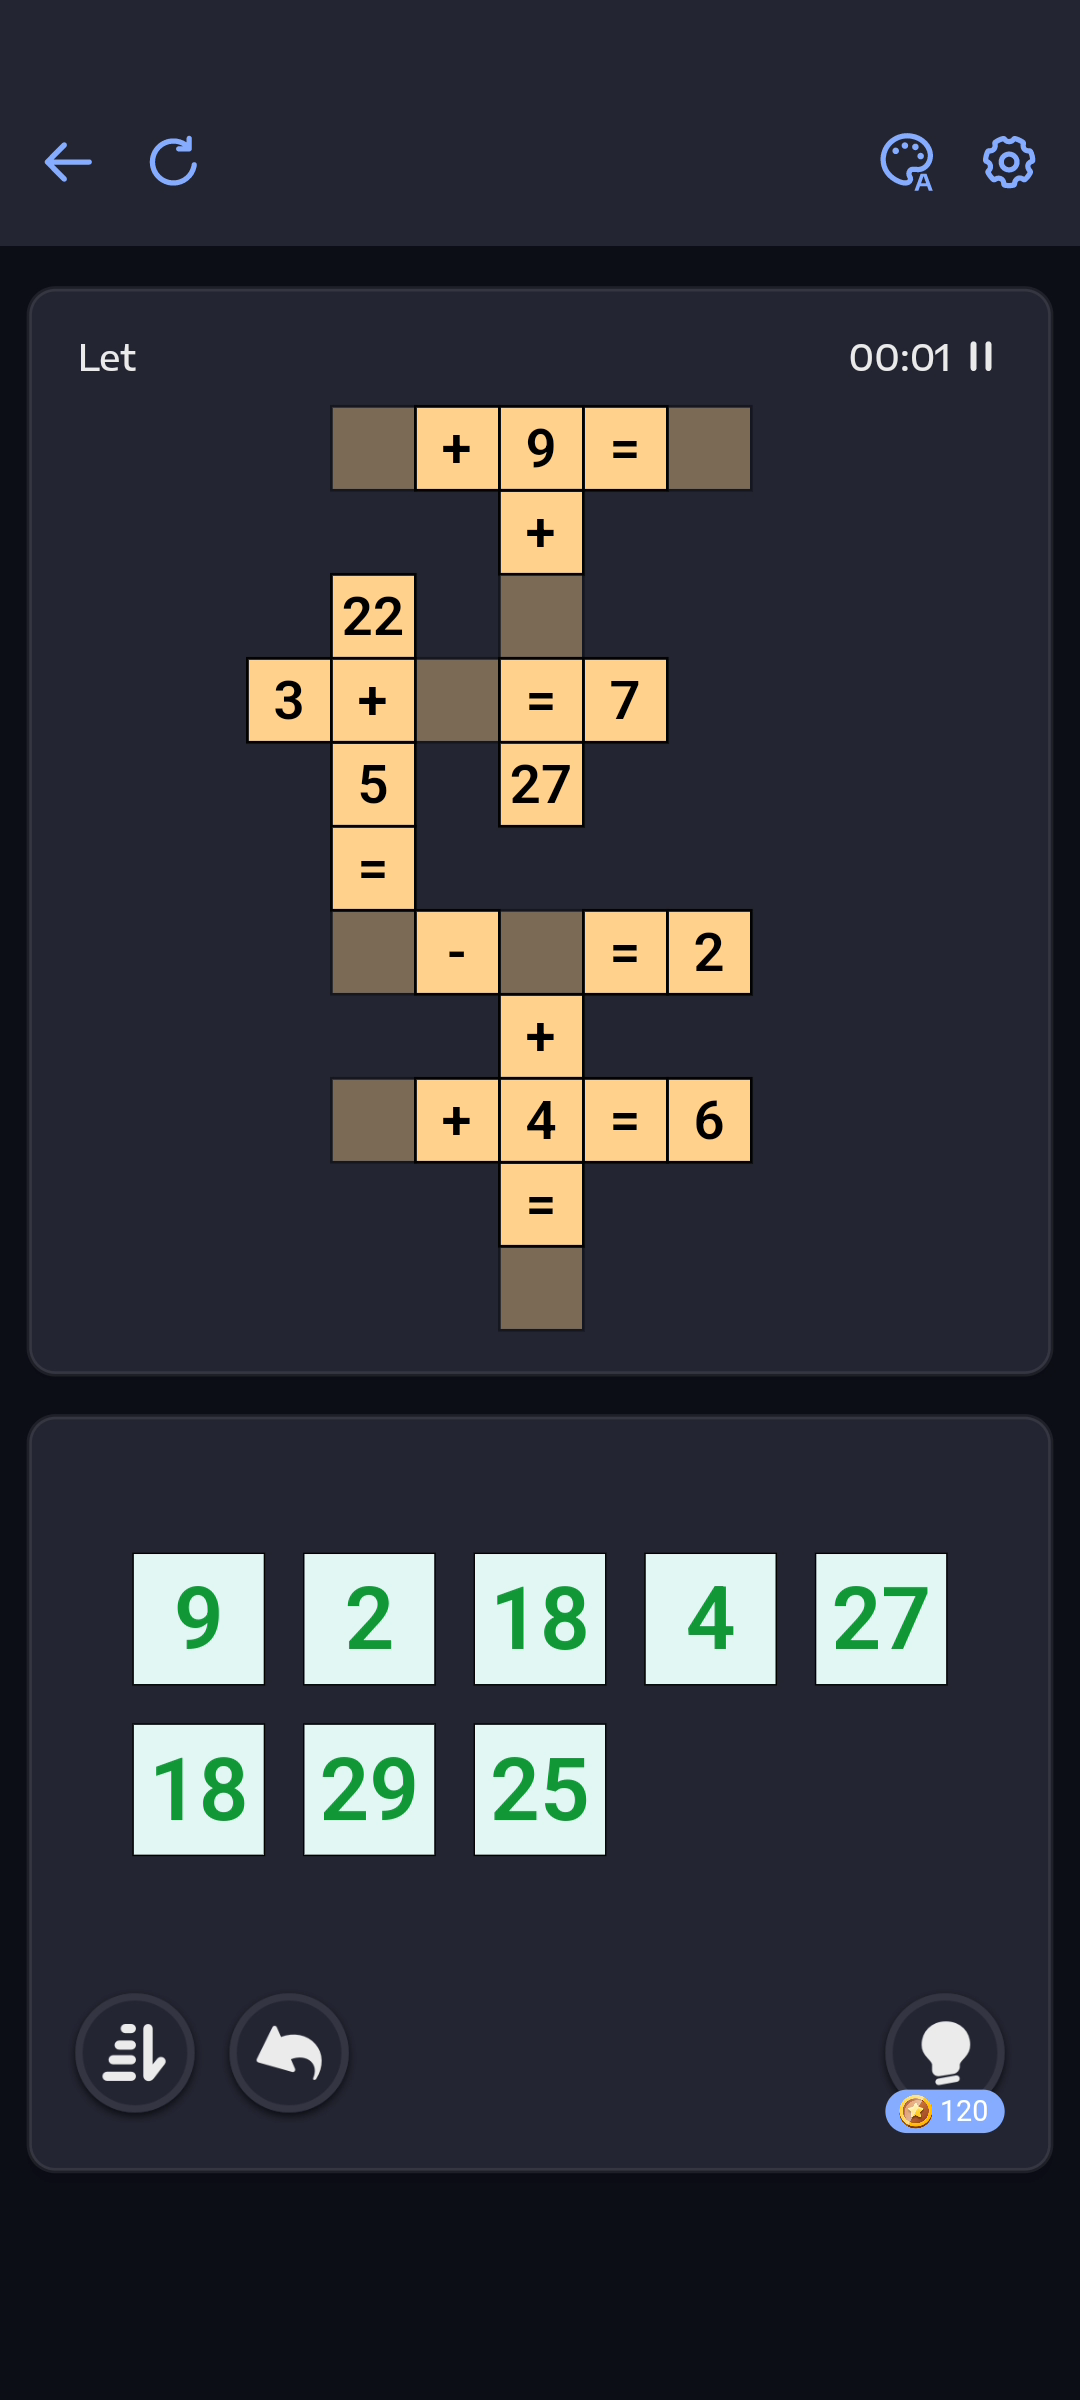 A
Let 00:01
+ 9 =
+
22
3 + = 7
5 27
=
- = 2
+
+ 4 = 6
=
9 2 18 4 27
18 29 25
120